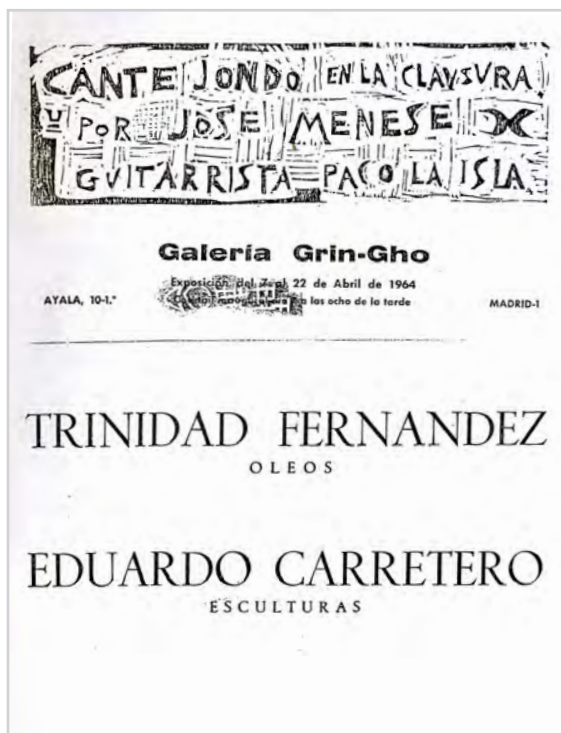 CANTE JONDO EN LA CLAVSVRA
POR JOSE MENESE
GVITARRISTA PACO LA ISLA
Galería Grin-Gho
Exposición del 7 al 22 de Abril de 1964
AYALA, 10-1.°
a las ocho de la tarde
MADRID-1
TRINIDAD FERNANDEZ
OLEOS
EDUARDO CARRETERO
ESCULTURAS